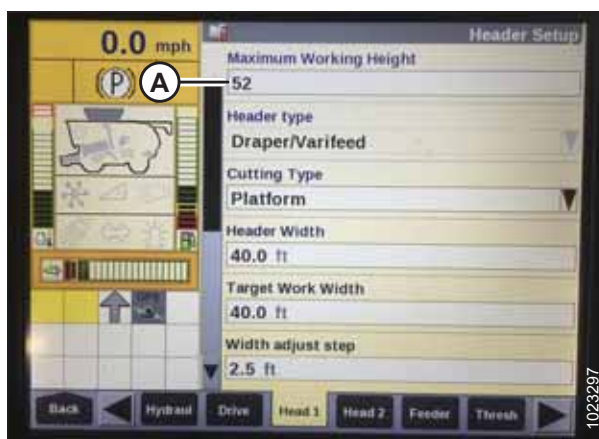 0.0 mph
Header Setup
(P)
A
Maximum Working Height
52
Header type
Draper/Varifeed
Cutting Type
Platform
Header Width
40.0 ft
Target Work Width
40.0 ft
Width adjust step
2.5 ft
Back
Hydraul
Drive
Head 1
Head 2
Feeder
Thresh
1023297